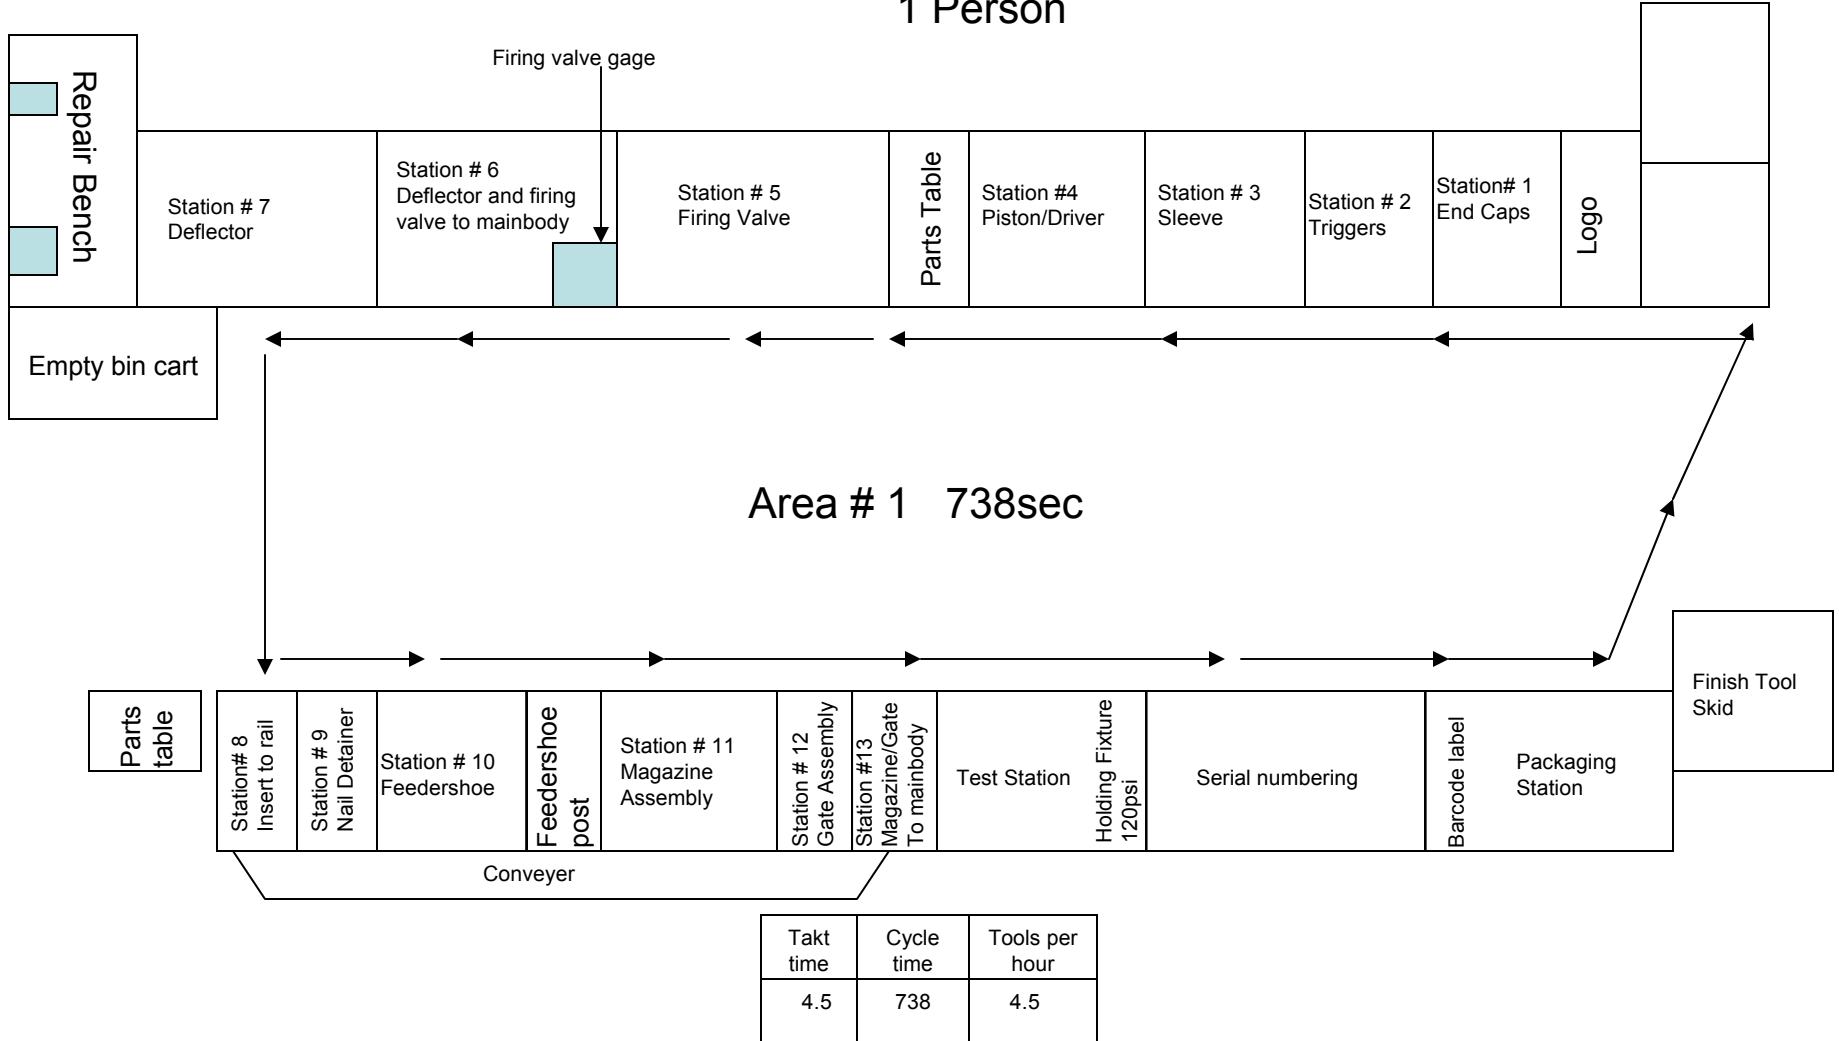 1 Person
Firing valve gage
Repair Bench
Station # 7
Deflector
Station # 6
Deflector and firing
valve to mainbody
Station # 5
Firing Valve
Parts Table
Station #4
Piston/Driver
Station # 3
Sleeve
Station # 2
Triggers
Station# 1
End Caps
Logo
Empty bin cart
Area # 1 738sec
Parts
table
Station# 8
Insert to rail
Station # 9
Nail Detainer
Station # 10
Feedershoe
Feedershoe
post
Station # 11
Magazine
Assembly
Station # 12
Gate Assembly
Station #13
Magazine/Gate
To mainbody
Test Station
Holding Fixture
120psi
Serial numbering
Barcode label
Packaging
Station
Finish Tool
Skid
Conveyer
Takt
time
Cycle
time
Tools per
hour
4.5
738
4.5